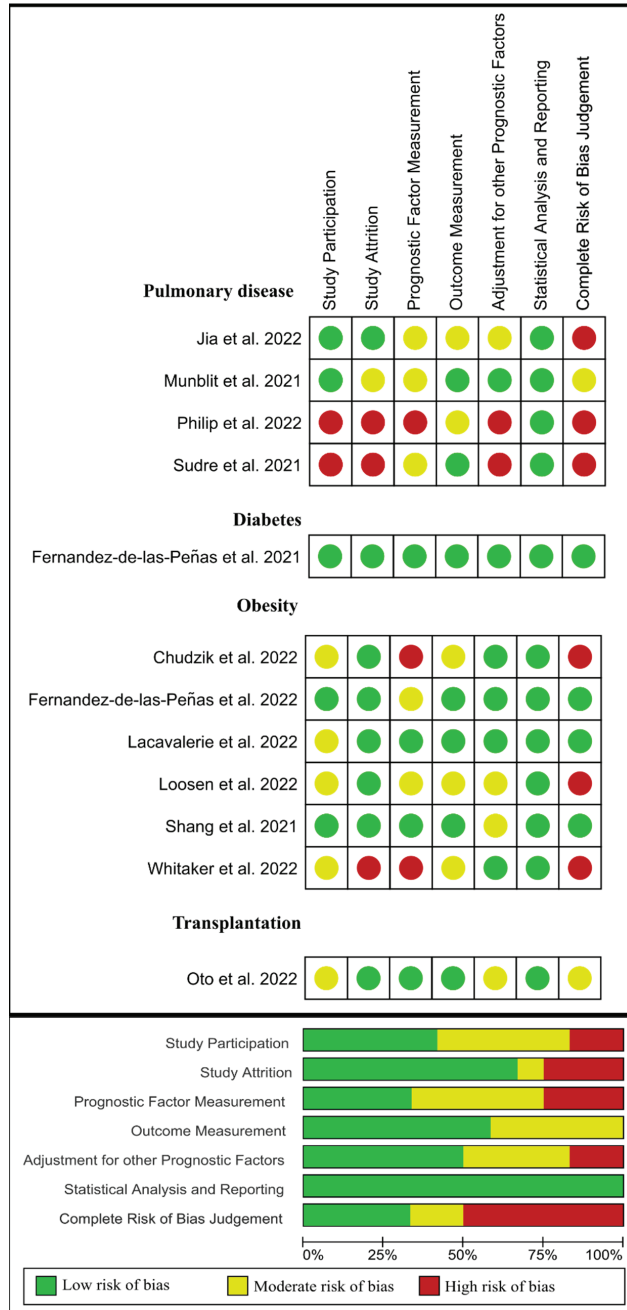 Study Participation
Study Attrition
Prognostic Factor Measurement
Outcome Measurement
Adjustment for other Prognostic Factors
Statistical Analysis and Reporting
Complete Risk of Bias Judgement
Pulmonary disease
Jia et al. 2022
Munblit et al. 2021
Philip et al. 2022
Sudre et al. 2021
Diabetes
Fernandez-de-las-Peñas et al. 2021
Obesity
Chudzik et al. 2022
Fernandez-de-las-Peñas et al. 2022
Lacavalerie et al. 2022
Loosen et al. 2022
Shang et al. 2021
Whitaker et al. 2022
Transplantation
Oto et al. 2022
Study Participation
Study Attrition
Prognostic Factor Measurement
Outcome Measurement
Adjustment for other Prognostic Factors
Statistical Analysis and Reporting
Complete Risk of Bias Judgement
0% 25% 50% 75% 100%
Low risk of bias Moderate risk of bias High risk of bias